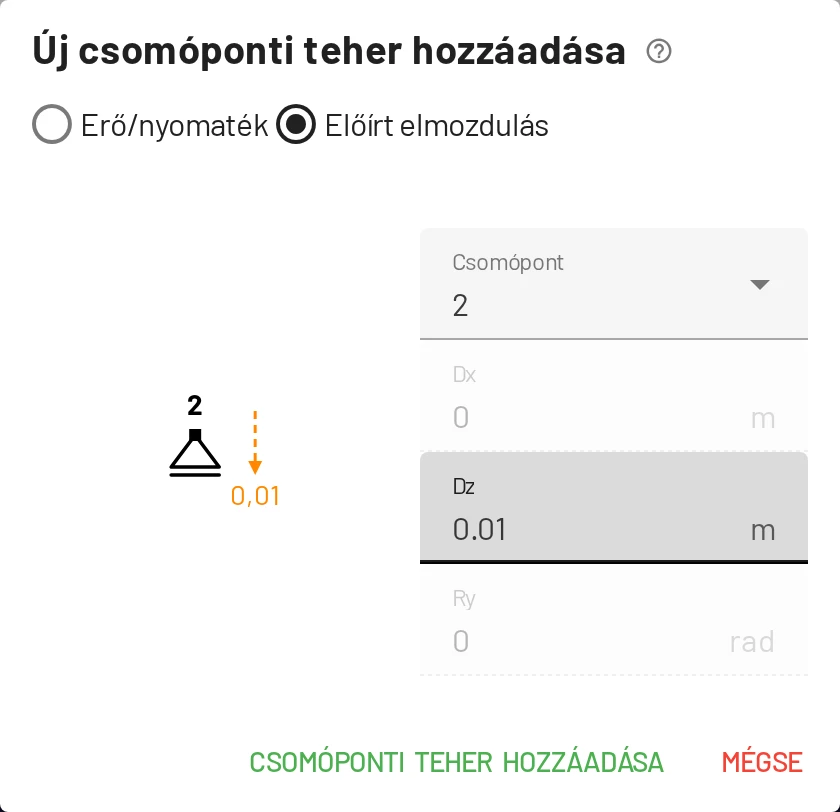 Új csomóponti teher hozzáadása
Erő/nyomaték Előírt elmozdulás
Csomópont
2
Dx
0 m
2
Dz
0,01
0.01 m
Ry
0 rad
CSOMÓPONTI TEHER HOZZÁADÁSA MÉGSE